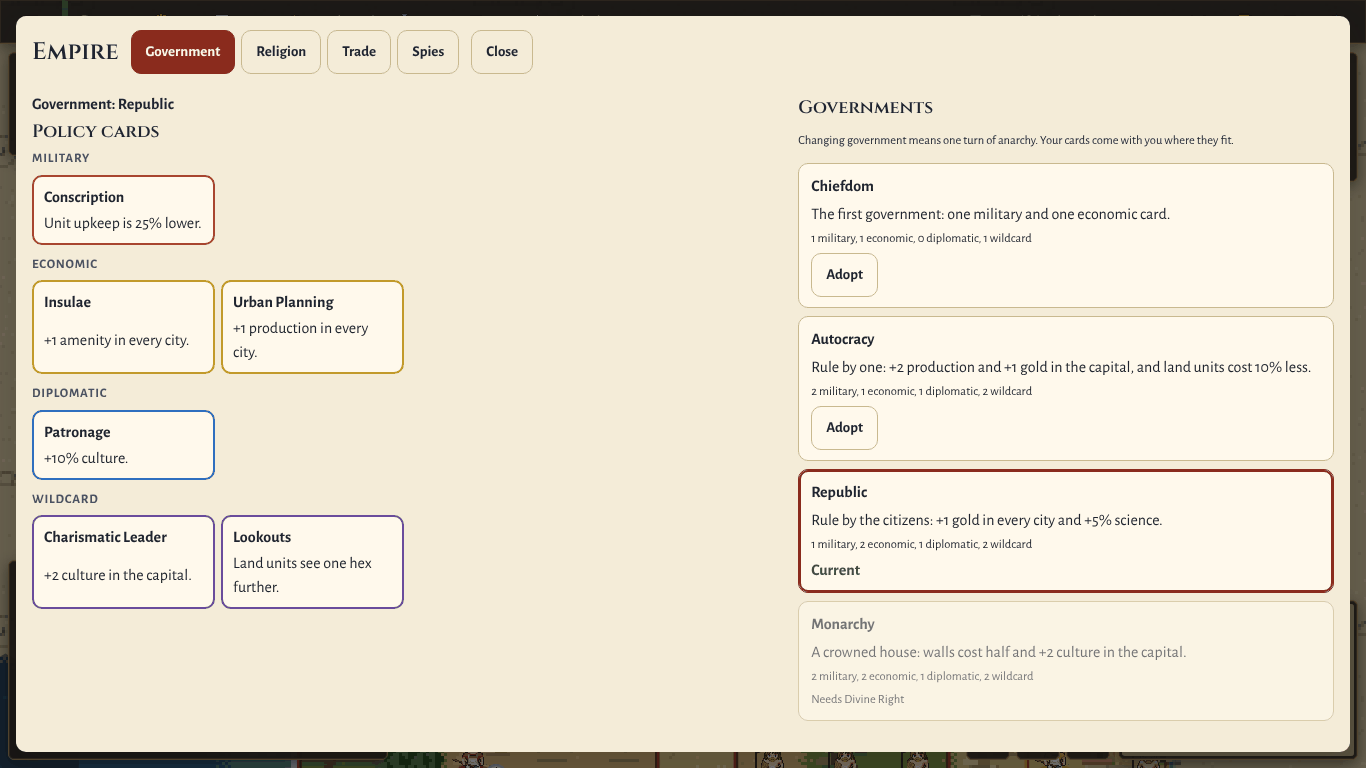 Empire
Government
Religion
Trade
Spies
Close
Government: Republic
Policy cards
MILITARY
Conscription
Unit upkeep is 25% lower.
ECONOMIC
Insulae
+1 amenity in every city.
Urban Planning
+1 production in every
city.
DIPLOMATIC
Patronage
+10% culture.
WILDCARD
Charismatic Leader
+2 culture in the capital.
Lookouts
Land units see one hex
further.
Governments
Changing government means one turn of anarchy. Your cards come with you where they fit.
Chiefdom
The first government: one military and one economic card.
1 military, 1 economic, 0 diplomatic, 1 wildcard
Adopt
Autocracy
Rule by one: +2 production and +1 gold in the capital, and land units cost 10% less.
2 military, 1 economic, 1 diplomatic, 2 wildcard
Adopt
Republic
Rule by the citizens: +1 gold in every city and +5% science.
1 military, 2 economic, 1 diplomatic, 2 wildcard
Current
Monarchy
A crowned house: walls cost half and +2 culture in the capital.
2 military, 2 economic, 1 diplomatic, 2 wildcard
Needs Divine Right